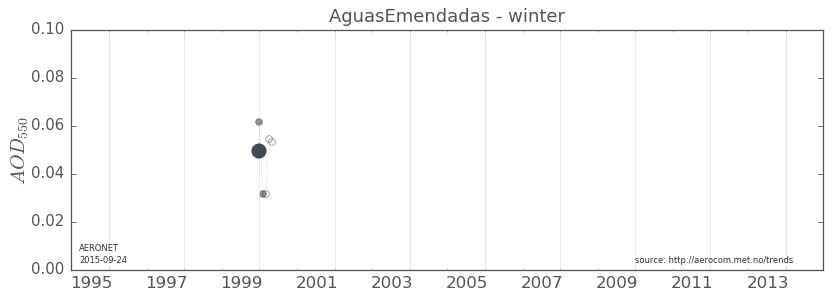 AguasEmendadas - winter
0.10
0.08
0.06
0.04
0.02
0.00
AOD550
AERONET
2015-09-24
source: http://aerocom.met.no/trends
1995 1997 1999 2001 2003 2005 2007 2009 2011 2013